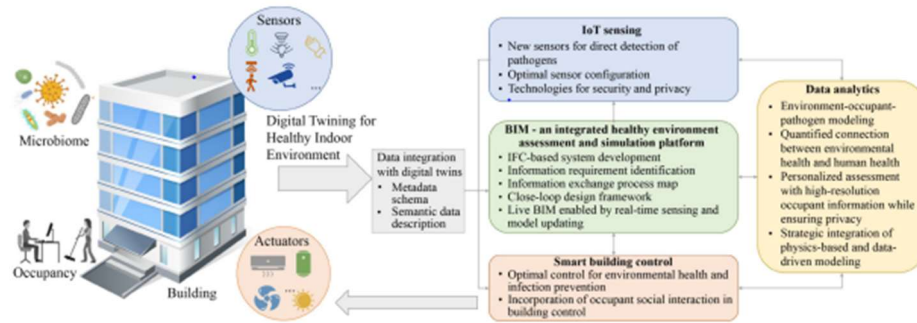 Sensors
Microbiome
Digital Twining for
Healthy Indoor
Environment
Occupancy
Building
Actuators
Data integration
with digital twins
• Metadata
schema
• Semantic data
description
IoT sensing
• New sensors for direct detection of
pathogens
• Optimal sensor configuration
• Technologies for security and privacy
BIM - an integrated healthy environment
assessment and simulation platform
• IFC-based system development
• Information requirement identification
• Information exchange process map
• Close-loop design framework
• Live BIM enabled by real-time sensing and
model updating
Smart building control
• Optimal control for environmental health and
infection prevention
• Incorporation of occupant social interaction in
building control
Data analytics
• Environment-occupant-
pathogen modeling
• Quantified connection
between environmental
health and human health
• Personalized assessment
with high-resolution
occupant information while
ensuring privacy
• Strategic integration of
physics-based and data-
driven modeling